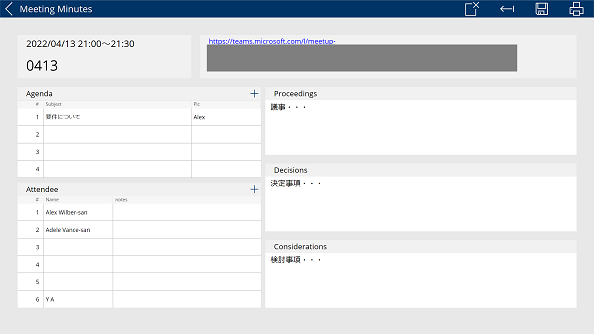 Meeting Minutes
2022/04/13 21:00～21:30
0413
https://teams.microsoft.com/l/meetup-
Agenda
# Subject Pic
1 要件について Alex
2
3
4
Attendee
# Name notes
1 Alex Wilber-san
2 Adele Vance-san
3
4
5
6 Y A
Proceedings
議事・・・
Decisions
決定事項・・・
Considerations
検討事項・・・